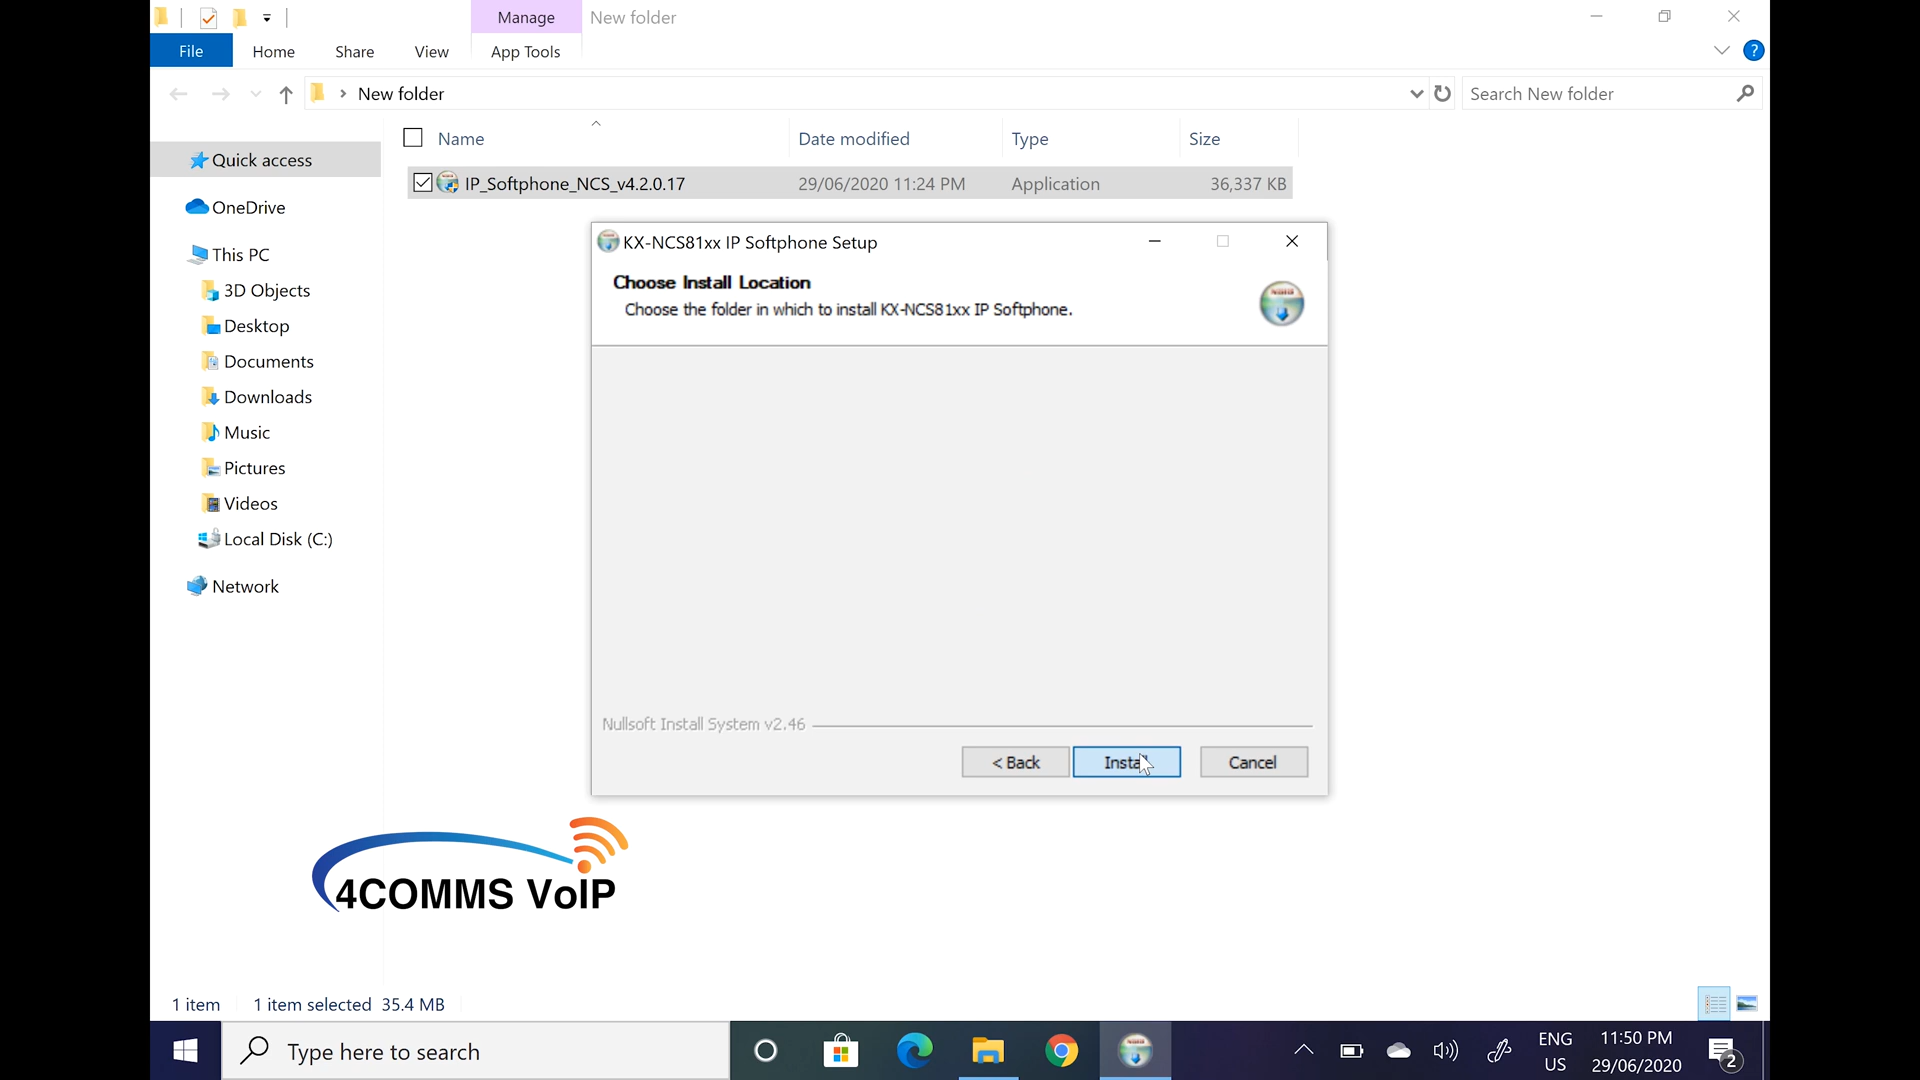 Manage
New folder
File
Home
Share
View
App Tools
New folder
Search New folder
Name
Date modified
Type
Size
Quick access
IP_Softphone_NCS_v4.2.0.17
29/06/2020 11:24 PM
Application
36,337 KB
OneDrive
This PC
3D Objects
Desktop
Documents
Downloads
Music
Pictures
Videos
Local Disk (C:)
Network
KX-NCS81xx IP Softphone Setup
Choose Install Location
Choose the folder in which to install KX-NCS81xx IP Softphone.
Nullsoft Install System v2.46
< Back
Install
Cancel
4COMMS VoIP
1 item
1 item selected 35.4 MB
Type here to search
ENG
US
11:50 PM
29/06/2020
2